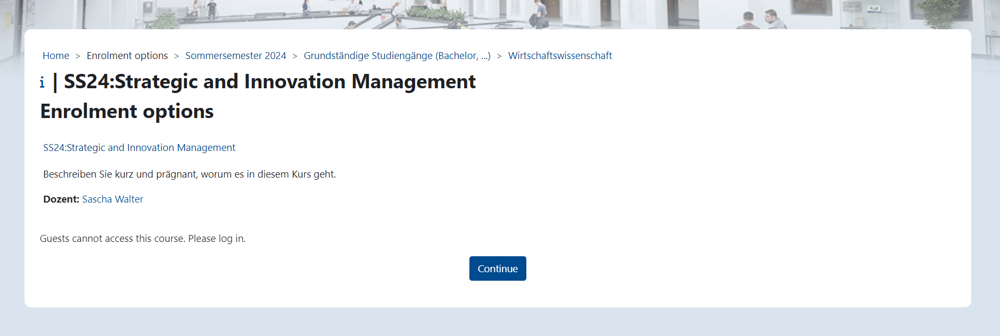 Home > Enrolment options > Sommersemester 2024 > Grundständige Studiengänge (Bachelor, ...) > Wirtschaftswissenschaft
i | SS24:Strategic and Innovation Management
Enrolment options
SS24:Strategic and Innovation Management
Beschreiben Sie kurz und prägnant, worum es in diesem Kurs geht.
Dozent: Sascha Walter
Guests cannot access this course. Please log in.
Continue